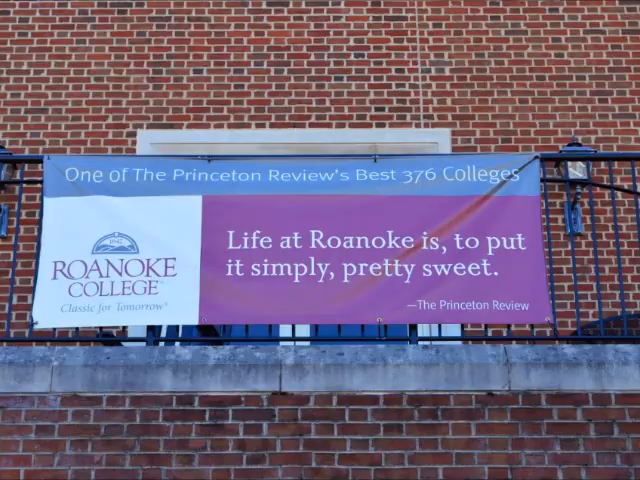 One of The Princeton Review's Best 376 Colleges
1842
ROANOKE
COLLEGE
Classic for Tomorrow®
Life at Roanoke is, to put
it simply, pretty sweet.
—The Princeton Review